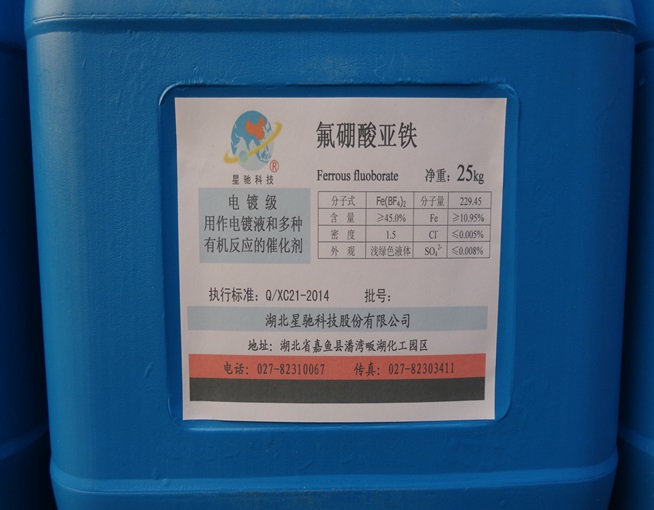 氟硼酸亚铁
®
星驰科技
Ferrous fluoborate 净重：25kg
电镀级
用作电镀液和多种
有机反应的催化剂
分子式 Fe(BF₄)₂ 分子量 229.45
含量 ≥45.0% Fe ≥10.95%
密度 1.5 Cl⁻ ≤0.005%
外观 浅绿色液体 SO₄²⁻ ≤0.008%
执行标准：Q/XC21-2014 批号：
湖北星驰科技股份有限公司
地址：湖北省嘉鱼县潘湾畈湖化工园区
电话：027-82310067 传真：027-82303411